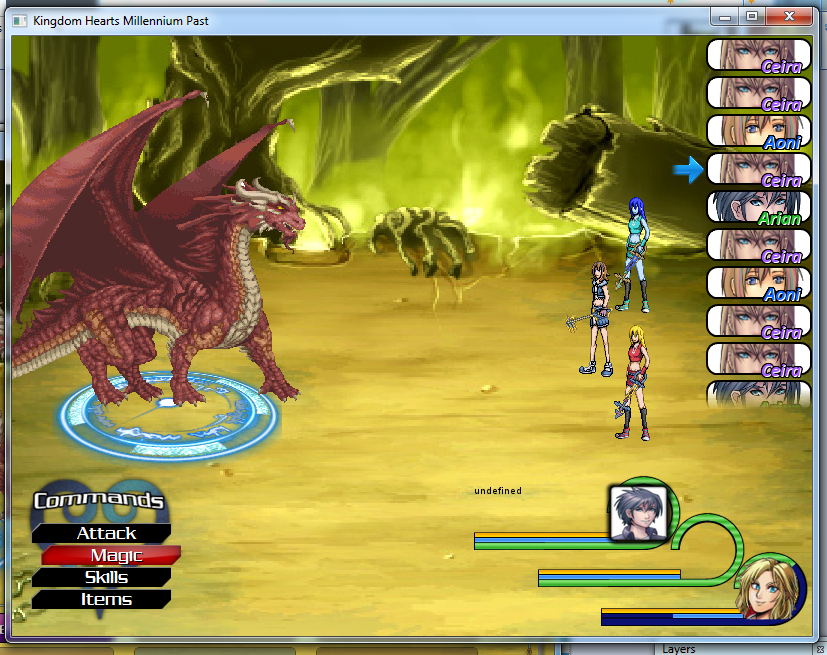 Kingdom Hearts Millennium Past
Ceira
Ceira
Aoni
Ceira
Arian
Ceira
Aoni
Ceira
Ceira
undefined
Commands
Attack
Magic
Skills
Items
Layers